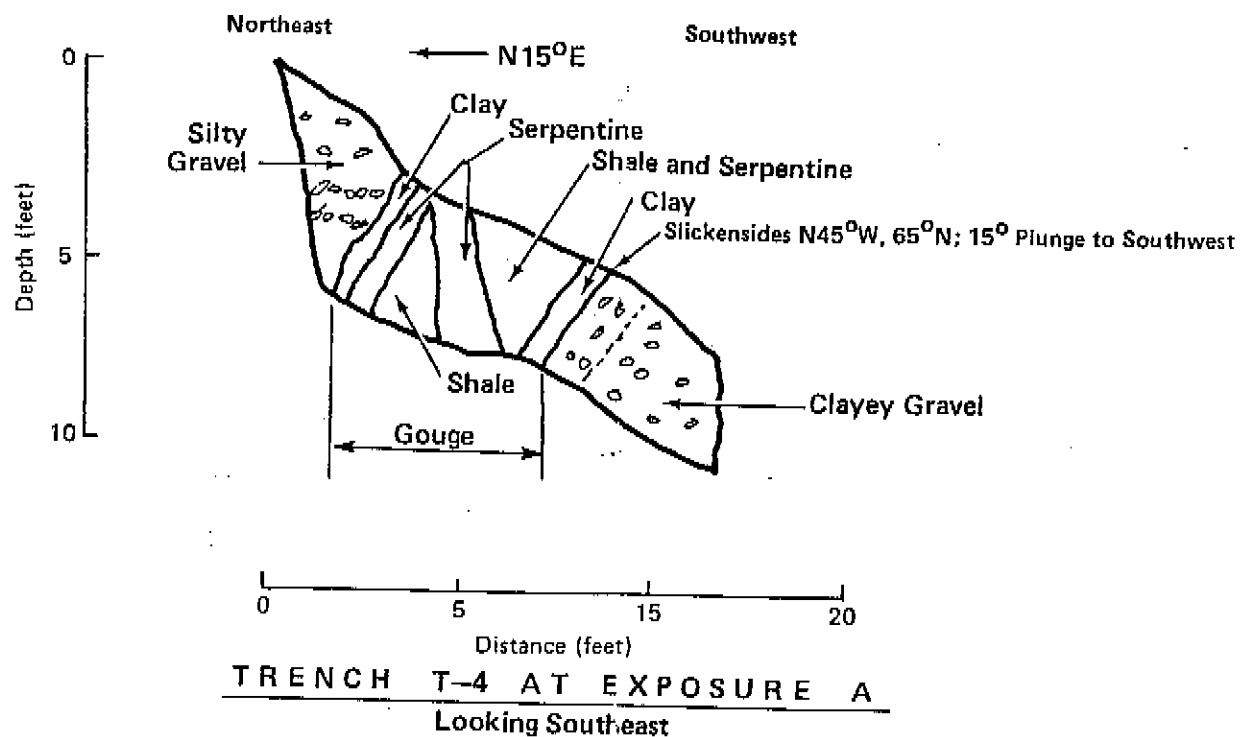 Northeast
Southwest
0
N15°E
Clay
Serpentine
Silty
Gravel
Shale and Serpentine
Clay
Slickensides N45°W, 65°N; 15° Plunge to Southwest
Depth (feet)
5
Shale
Clayey Gravel
10
Gouge
0 5 15 20
Distance (feet)
TRENCH T-4 AT EXPOSURE A
Looking Southeast